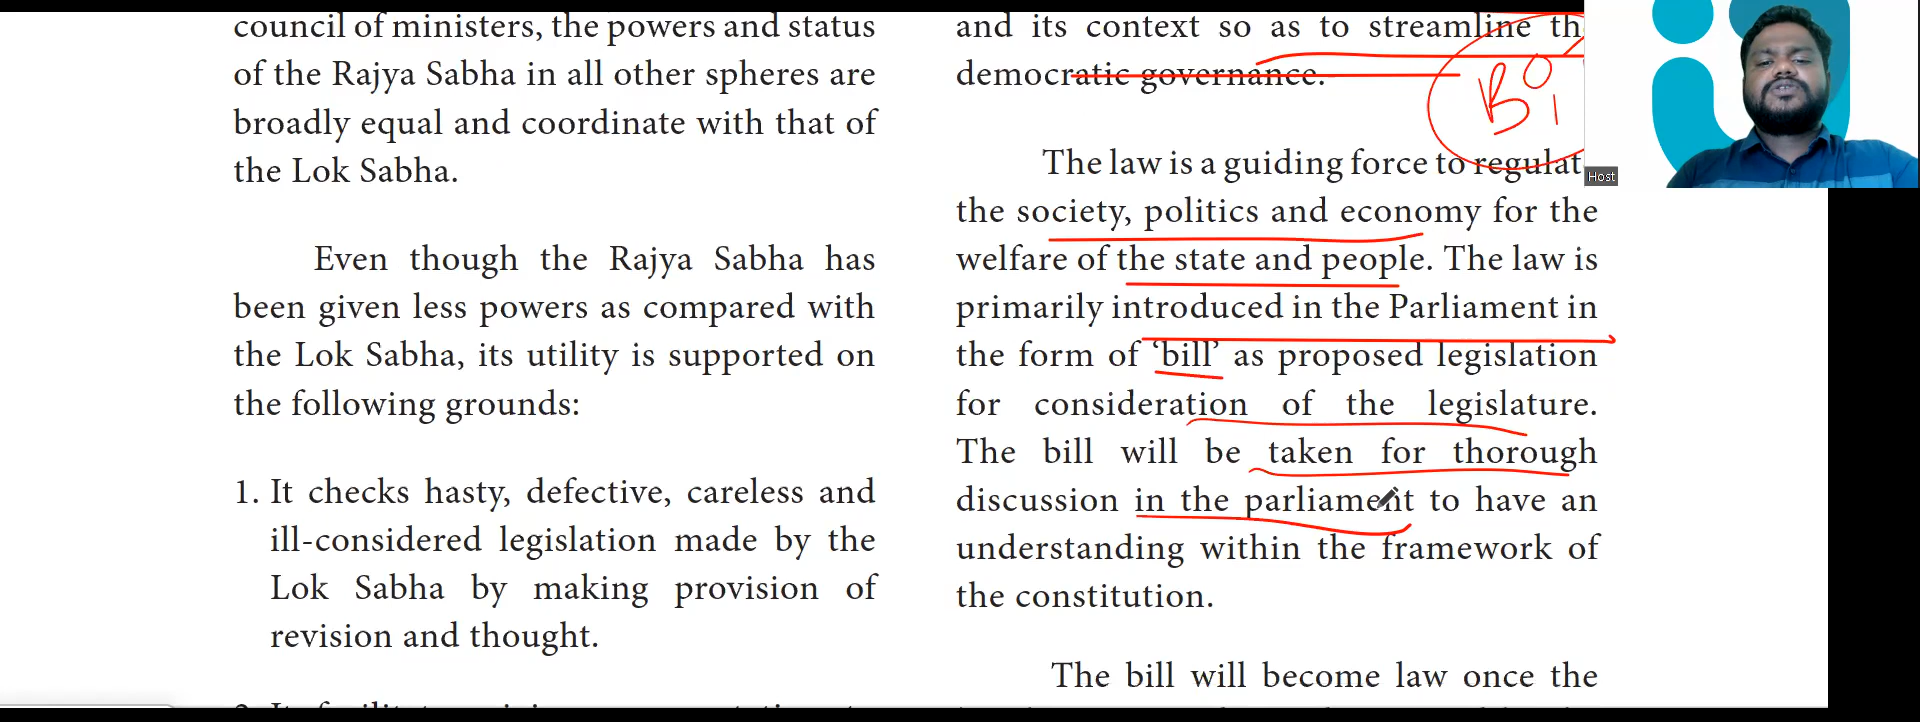 council of ministers, the powers and status
of the Rajya Sabha in all other spheres are
broadly equal and coordinate with that of
the Lok Sabha.
Even though the Rajya Sabha has
been given less powers as compared with
the Lok Sabha, its utility is supported on
the following grounds:
1. It checks hasty, defective, careless and
ill-considered legislation made by the
Lok Sabha by making provision of
revision and thought.
and its context so as to streamline th
democratic governance.
The law is a guiding force to regulat
the society, politics and economy for the
welfare of the state and people. The law is
primarily introduced in the Parliament in
the form of ‘bill’ as proposed legislation
for consideration of the legislature.
The bill will be taken for thorough
discussion in the parliament to have an
understanding within the framework of
the constitution.
The bill will become law once the
Host